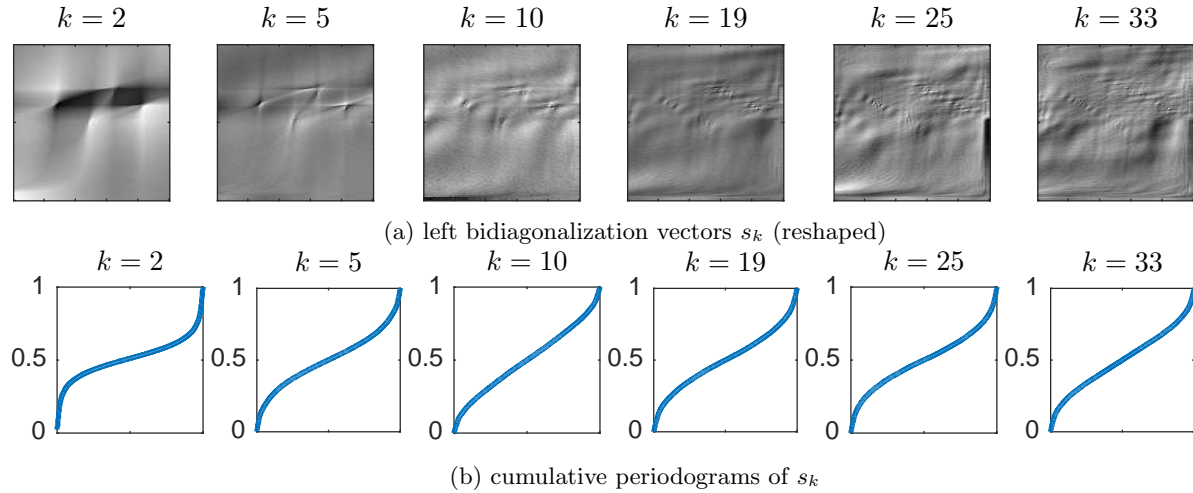 k = 2 k = 5 k = 10 k = 19 k = 25 k = 33
(a) left bidiagonalization vectors s_k (reshaped)
k = 2 k = 5 k = 10 k = 19 k = 25 k = 33
1 1 1 1 1 1
0.5 0.5 0.5 0.5 0.5 0.5
0 0 0 0 0 0
(b) cumulative periodograms of s_k